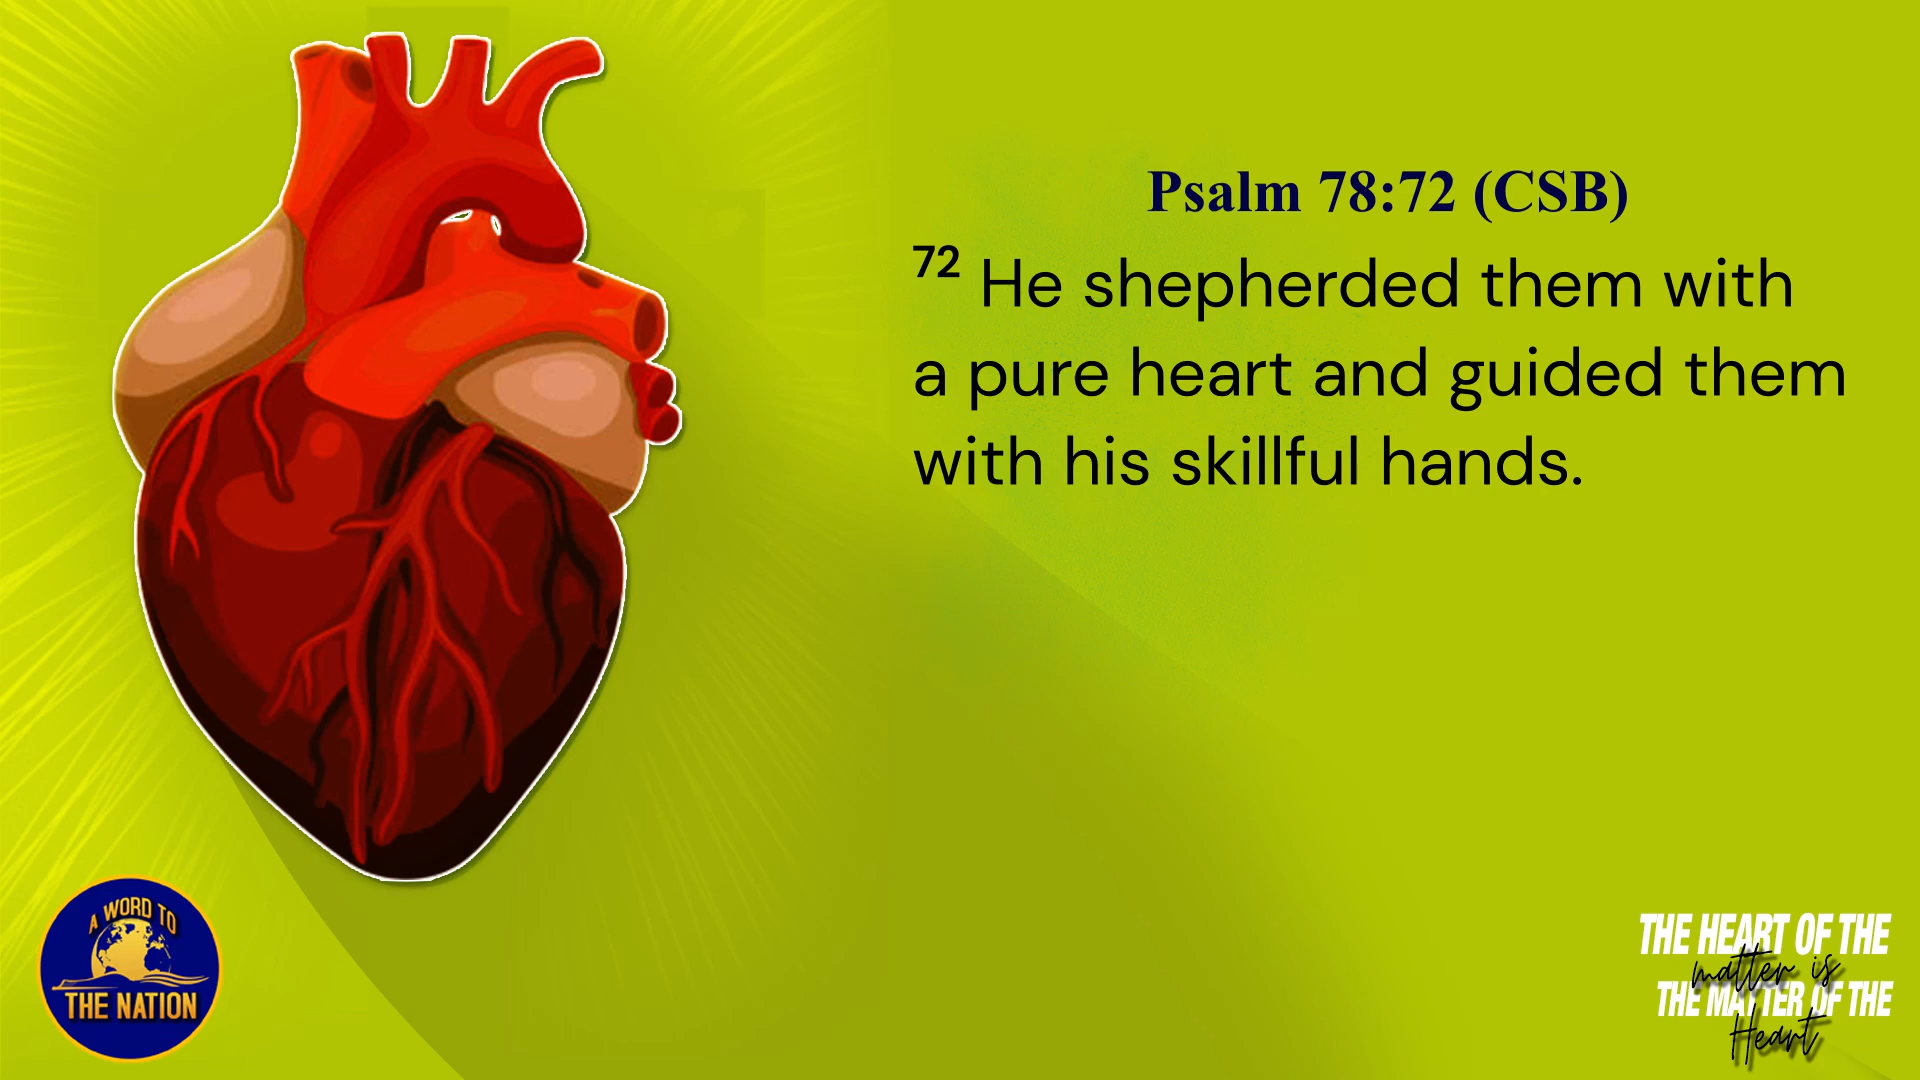 Psalm 78:72 (CSB)
72 He shepherded them with
a pure heart and guided them
with his skillful hands.
A WORD TO
THE NATION
THE HEART OF THE
matter is
THE MATTER OF THE
Heart